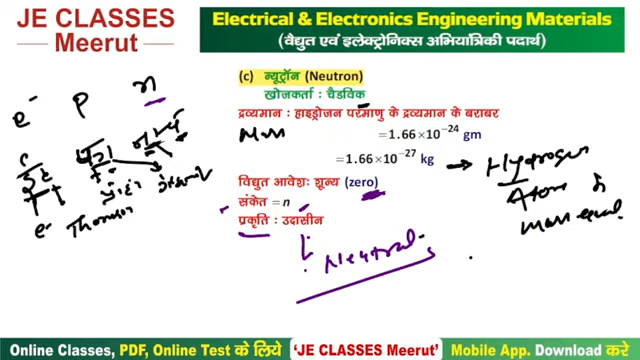 JE CLASSES
Meerut
Electrical & Electronics Engineering Materials
(वैद्युत एवं इलेक्ट्रोनिक्स अभियांत्रिकी पदार्थ)
(c) न्यूट्रॉन (Neutron)
खोजकर्ता : चैडविक
द्रव्यमान : हाइड्रोजन परमाणु के द्रव्यमान के बराबर
= 1.66×10⁻²⁴ gm
= 1.66×10⁻²⁷ kg
विद्युत आवेश: शून्य (zero)
संकेत = n
प्रकृति : उदासीन
e⁻ p n
e⁻ Thomson
Hydrogen
Atom के
mass equal
Neutral
Online Classes, PDF, Online Test के लिये 'JE CLASSES Meerut' Mobile App. Download करे